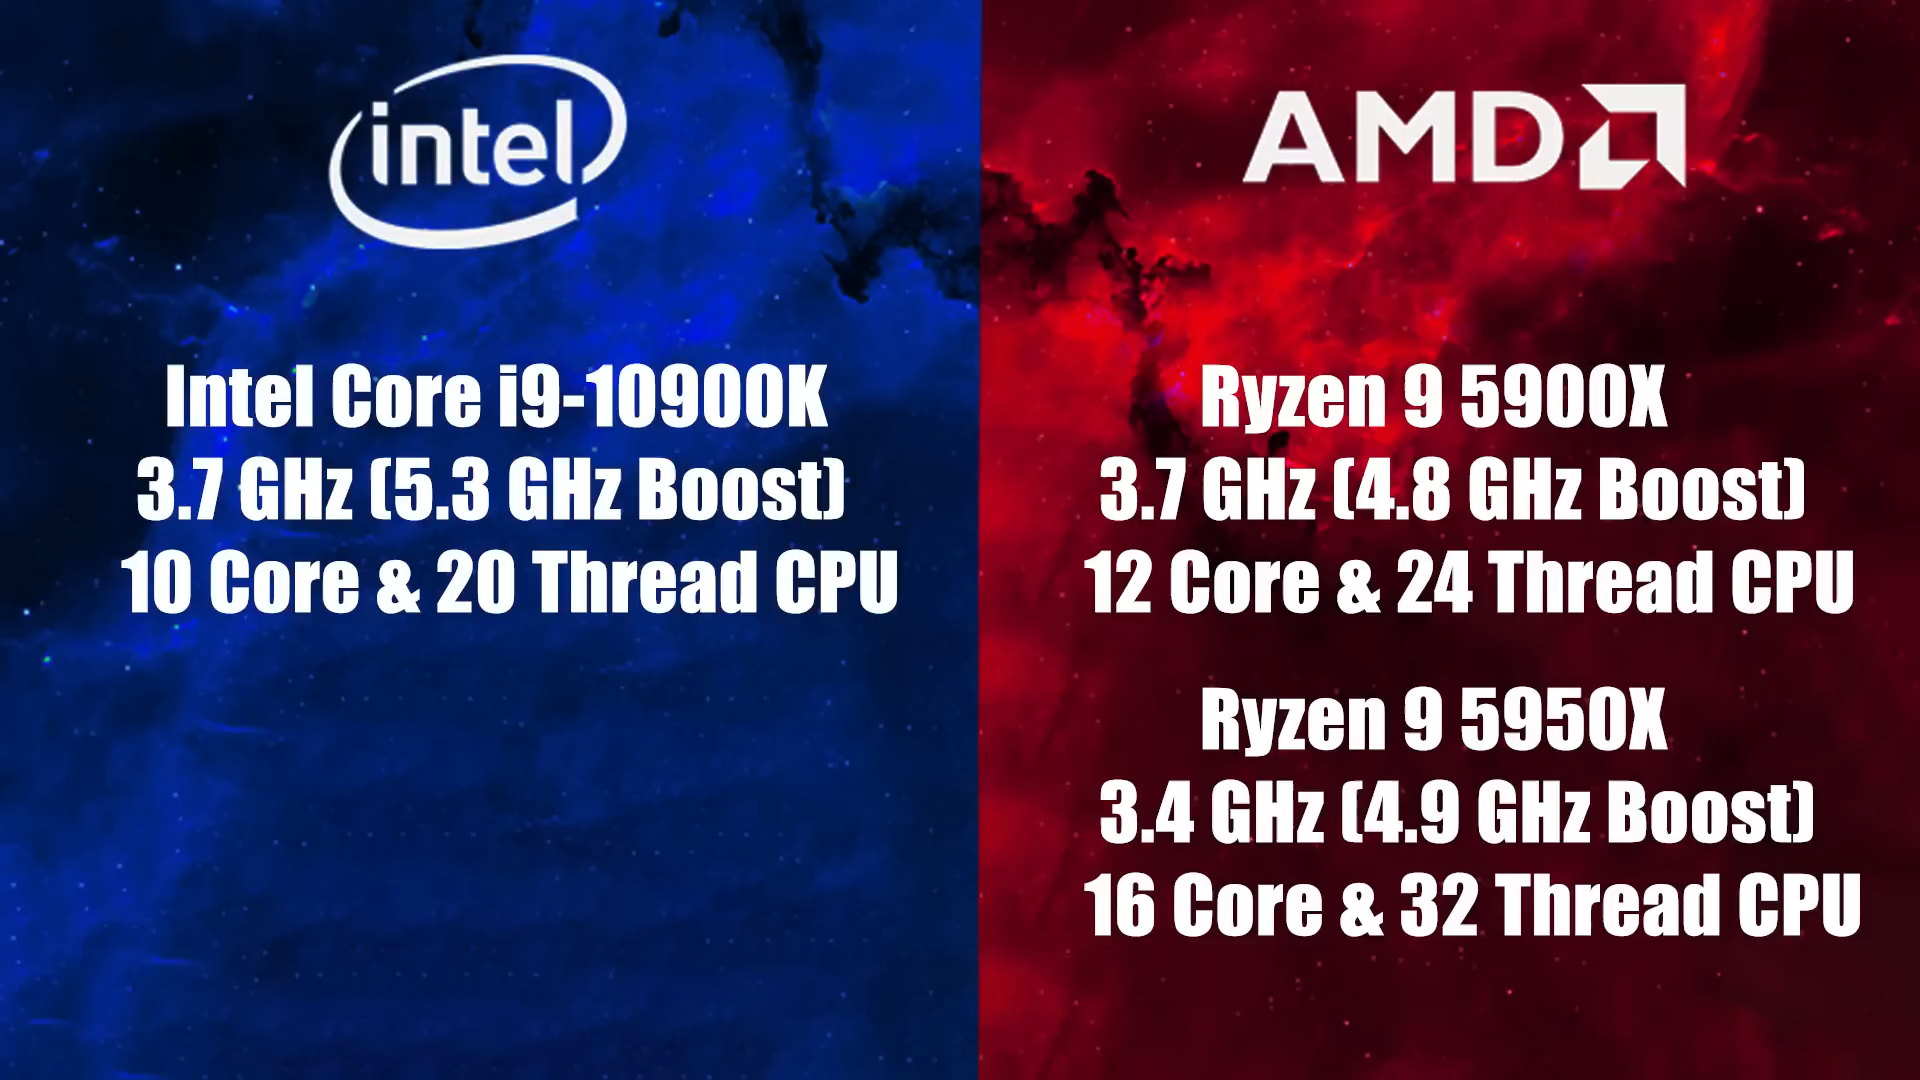 intel
Intel Core i9-10900K
3.7 GHz (5.3 GHz Boost)
10 Core & 20 Thread CPU
AMD
Ryzen 9 5900X
3.7 GHz (4.8 GHz Boost)
12 Core & 24 Thread CPU
Ryzen 9 5950X
3.4 GHz (4.9 GHz Boost)
16 Core & 32 Thread CPU